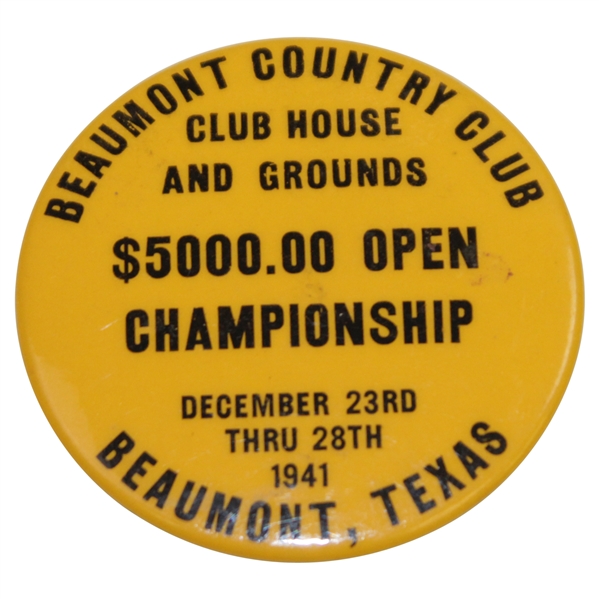 BEAUMONT COUNTRY CLUB
CLUB HOUSE
AND GROUNDS
$5000.00 OPEN
CHAMPIONSHIP
DECEMBER 23RD
THRU 28TH
1941
BEAUMONT, TEXAS